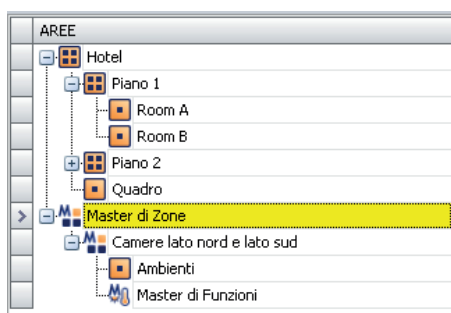 AREE
Hotel
Piano 1
Room A
Room B
Piano 2
Quadro
Master di Zone
Camere lato nord e lato sud
Ambienti
Master di Funzioni